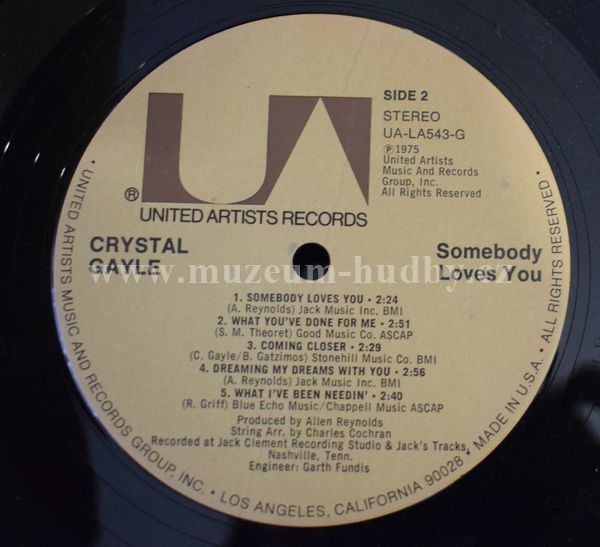 UA
®
UNITED ARTISTS RECORDS
SIDE 2
STEREO
UA-LA543-G
℗1975
United Artists
Music And Records
Group, Inc.
All Rights Reserved
CRYSTAL
GAYLE
Somebody
Loves You
1. SOMEBODY LOVES YOU • 2:24
(A. Reynolds) Jack Music Inc. BMI
2. WHAT YOU'VE DONE FOR ME • 2:51
(S. M. Theoret) Good Music Co. ASCAP
3. COMING CLOSER • 2:29
(C. Gayle/B. Gatzimos) Stonehill Music Co. BMI
4. DREAMING MY DREAMS WITH YOU • 2:56
(A. Reynolds) Jack Music Inc. BMI
5. WHAT I'VE BEEN NEEDIN' • 2:40
(R. Griff) Blue Echo Music/Chappell Music ASCAP
Produced by Allen Reynolds
String Arr. by Charles Cochran
Recorded at Jack Clement Recording Studio & Jack's Tracks,
Nashville, Tenn.
Engineer: Garth Fundis
• UNITED ARTISTS MUSIC AND RECORDS GROUP, INC. • LOS ANGELES, CALIFORNIA 90028 • MADE IN U.S.A. • ALL RIGHTS RESERVED •
www.muzeum-hudby.cz